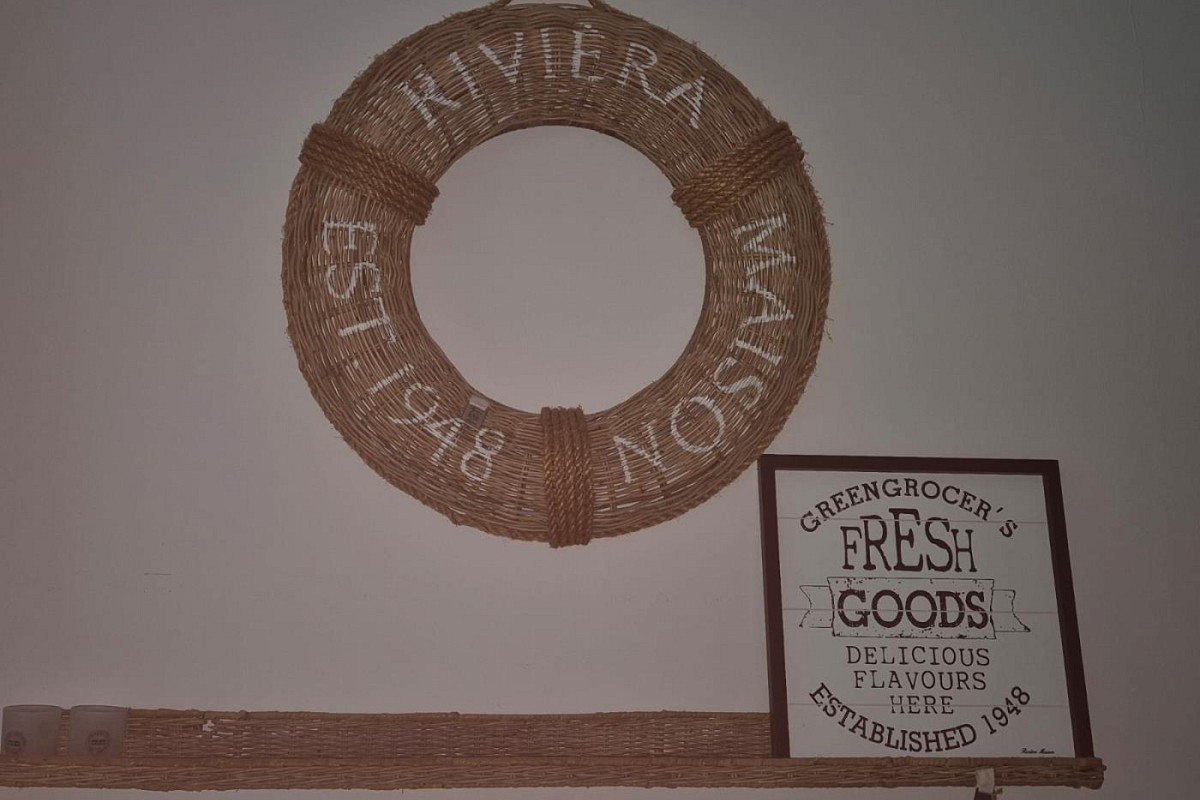 RIVIÈRA
MAISON
EST. 1948
GREENGROCER'S
FRESH
GOODS
DELICIOUS
FLAVOURS
HERE
ESTABLISHED 1948